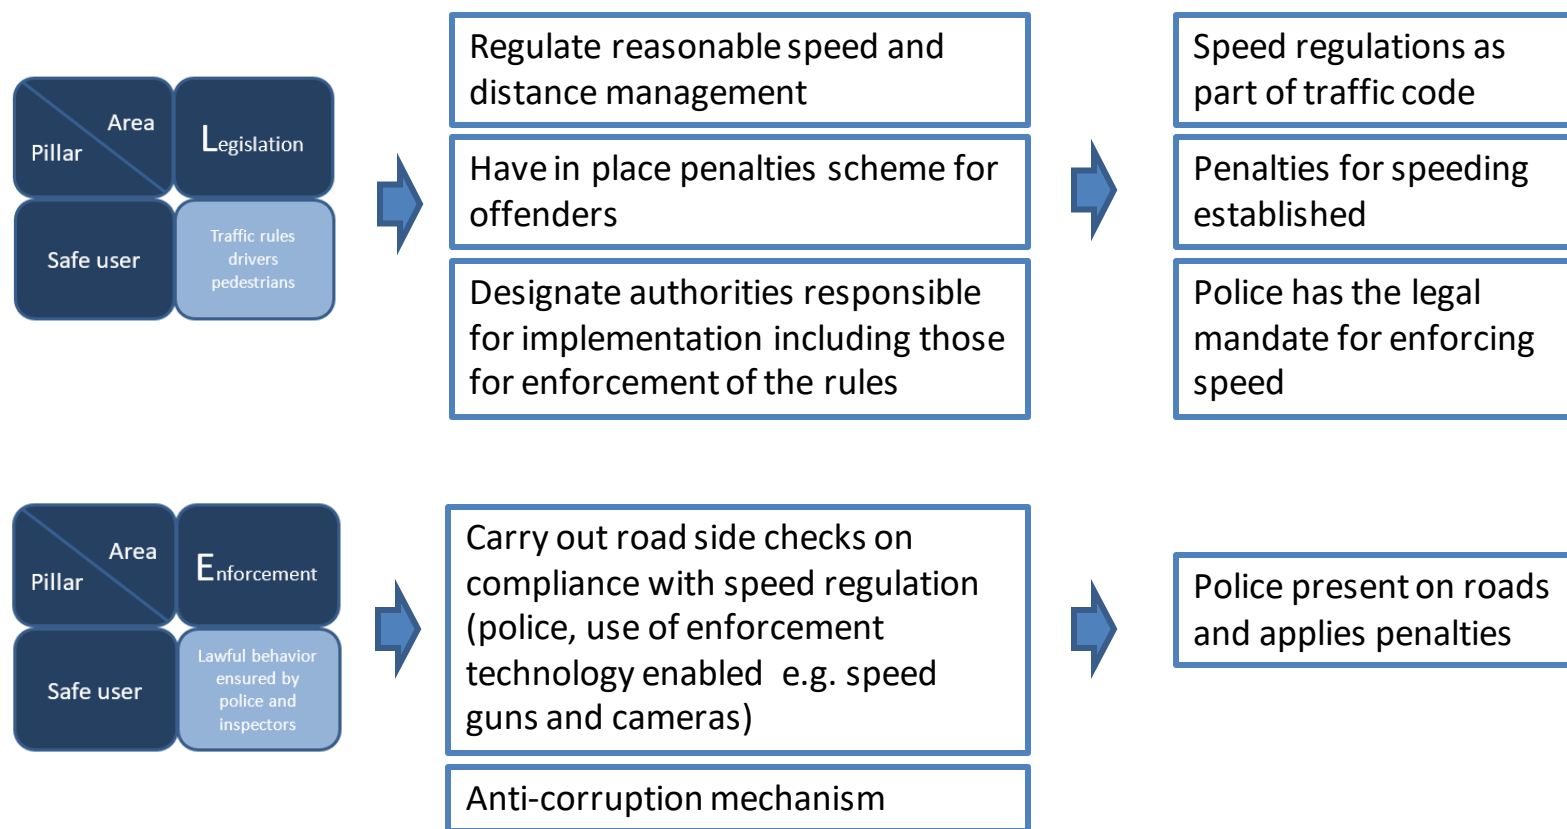 Area
Pillar
Legislation
Safe user
Traffic rules
drivers
pedestrians
Regulate reasonable speed and
distance management
Have in place penalties scheme for
offenders
Designate authorities responsible
for implementation including those
for enforcement of the rules
Speed regulations as
part of traffic code
Penalties for speeding
established
Police has the legal
mandate for enforcing
speed
Area
Pillar
Enforcement
Safe user
Lawful behavior
ensured by
police and
inspectors
Carry out road side checks on
compliance with speed regulation
(police, use of enforcement
technology enabled  e.g. speed
guns and cameras)
Anti-corruption mechanism
Police present on roads
and applies penalties